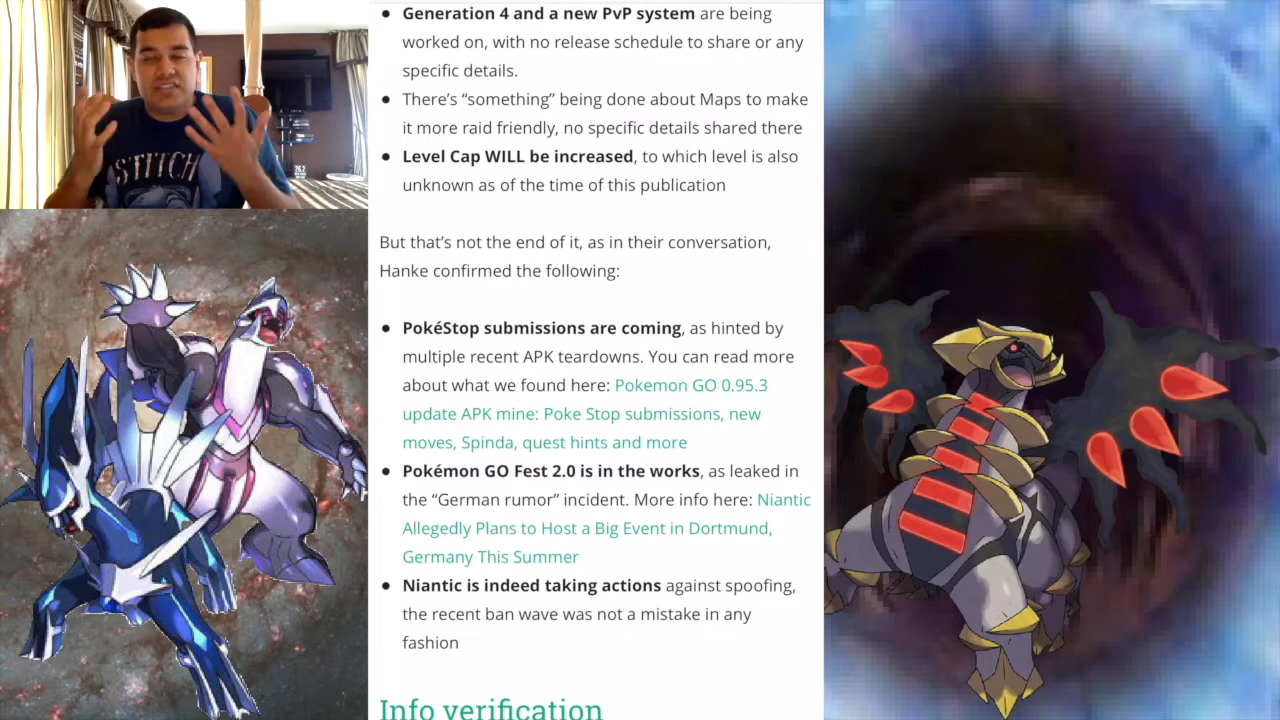 STITCH
Generation 4 and a new PvP system are being
worked on, with no release schedule to share or any
specific details.
There's “something” being done about Maps to make
it more raid friendly, no specific details shared there
Level Cap WILL be increased, to which level is also
unknown as of the time of this publication
But that's not the end of it, as in their conversation,
Hanke confirmed the following:
PokéStop submissions are coming, as hinted by
multiple recent APK teardowns. You can read more
about what we found here: Pokemon GO 0.95.3
update APK mine: Poke Stop submissions, new
moves, Spinda, quest hints and more
Pokémon GO Fest 2.0 is in the works, as leaked in
the “German rumor” incident. More info here: Niantic
Allegedly Plans to Host a Big Event in Dortmund,
Germany This Summer
Niantic is indeed taking actions against spoofing,
the recent ban wave was not a mistake in any
fashion
Info verification